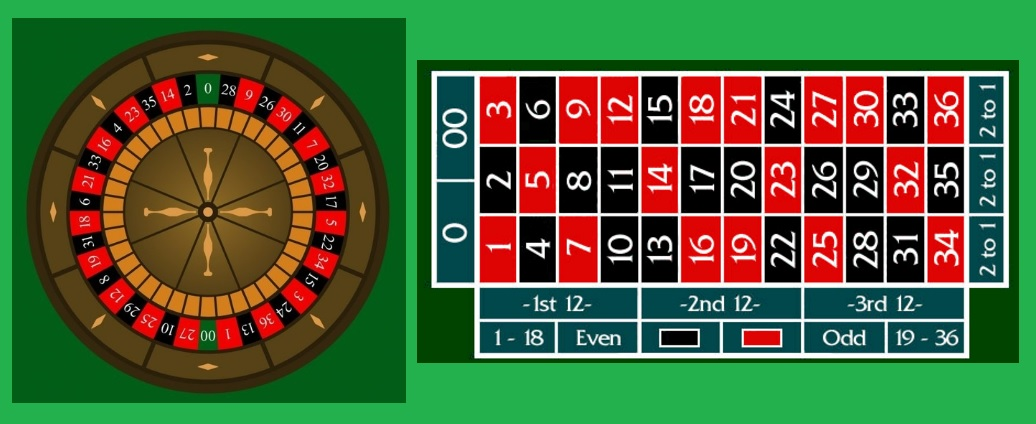 0 28 9 26 30 11 7 20 32 17 5 22 34 15 3 24 36 13 1 00 27 10 25 29 12 8 19 31 18 6 21 33 16 4 23 35 14 2
00 3 6 9 12 15 18 21 24 27 30 33 36 2 to 1
2 5 8 11 14 17 20 23 26 29 32 35 2 to 1
0 1 4 7 10 13 16 19 22 25 28 31 34 2 to 1
-1st 12- -2nd 12- -3rd 12-
1 - 18 Even Odd 19 - 36